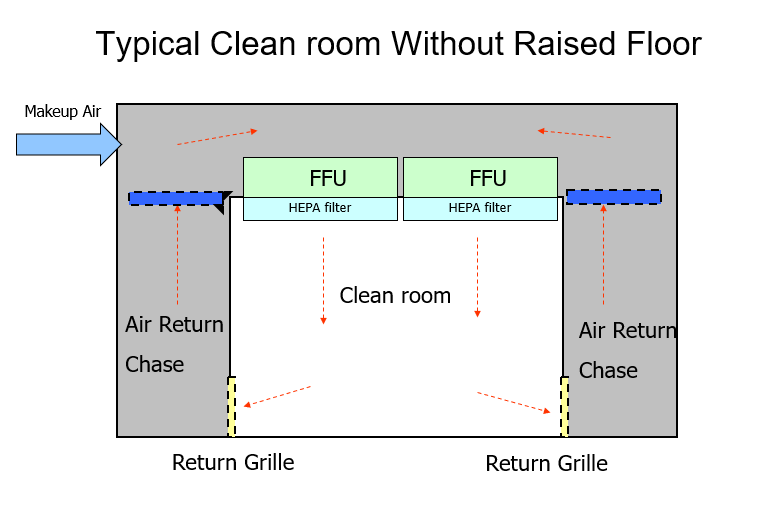 Typical Clean room Without Raised Floor
Makeup Air
FFU
FFU
HEPA filter
HEPA filter
Clean room
Air Return
Chase
Air Return
Chase
Return Grille
Return Grille